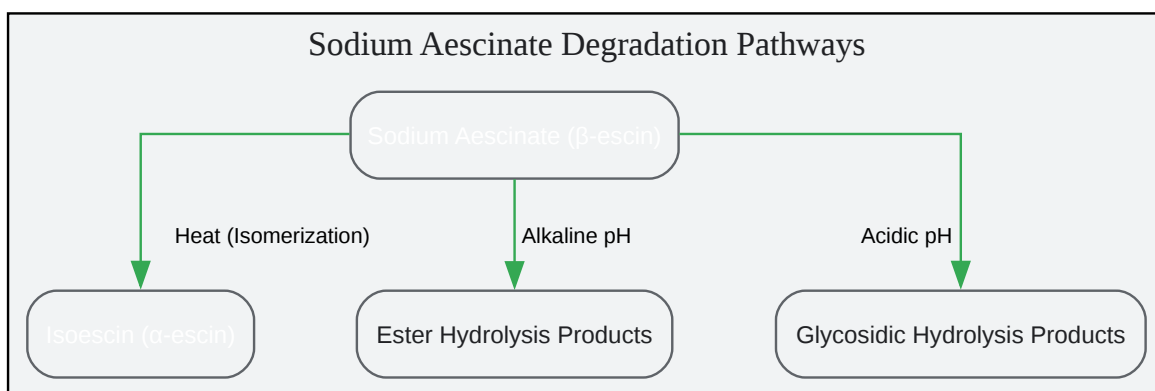 Sodium Aescinate Degradation Pathways
Sodium Aescinate (β-escin)
Heat (Isomerization)
Alkaline pH
Acidic pH
Isoescin (α-escin)
Ester Hydrolysis Products
Glycosidic Hydrolysis Products